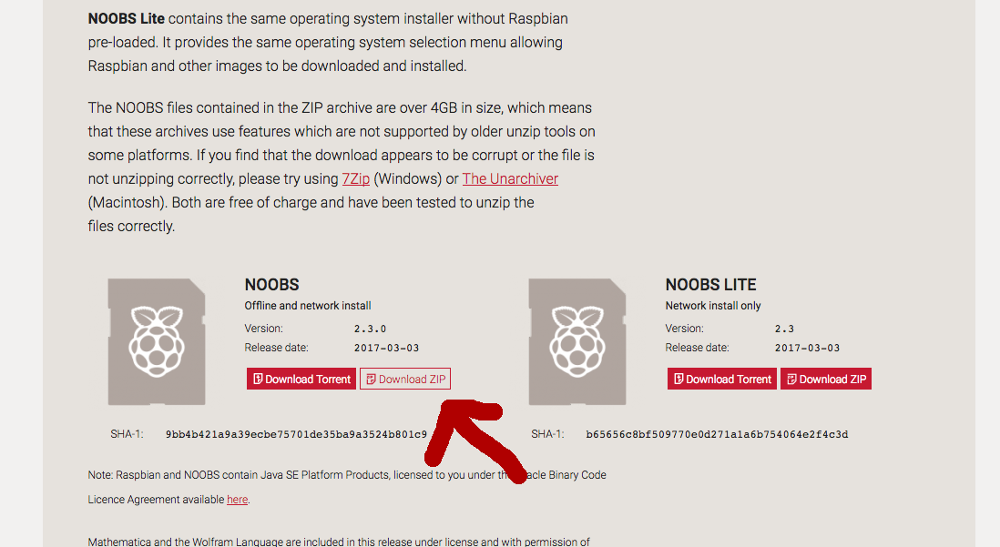 NOOBS Lite contains the same operating system installer without Raspbian
pre-loaded. It provides the same operating system selection menu allowing
Raspbian and other images to be downloaded and installed.
The NOOBS files contained in the ZIP archive are over 4GB in size, which means
that these archives use features which are not supported by older unzip tools on
some platforms. If you find that the download appears to be corrupt or the file is
not unzipping correctly, please try using 7Zip (Windows) or The Unarchiver
(Macintosh). Both are free of charge and have been tested to unzip the
files correctly.
NOOBS
Offline and network install
Version: 2.3.0
Release date: 2017-03-03
Download Torrent Download ZIP
SHA-1: 9bb4b421a9a39ecbe75701de35ba9a3524b801c9
NOOBS LITE
Network install only
Version: 2.3
Release date: 2017-03-03
Download Torrent Download ZIP
SHA-1: b65656c8bf509770e0d271a1a6b754064e2f4c3d
Note: Raspbian and NOOBS contain Java SE Platform Products, licensed to you under Binary Code
Licence Agreement available here.
Mathematica and the Wolfram Language are included in this release under license and with permission of